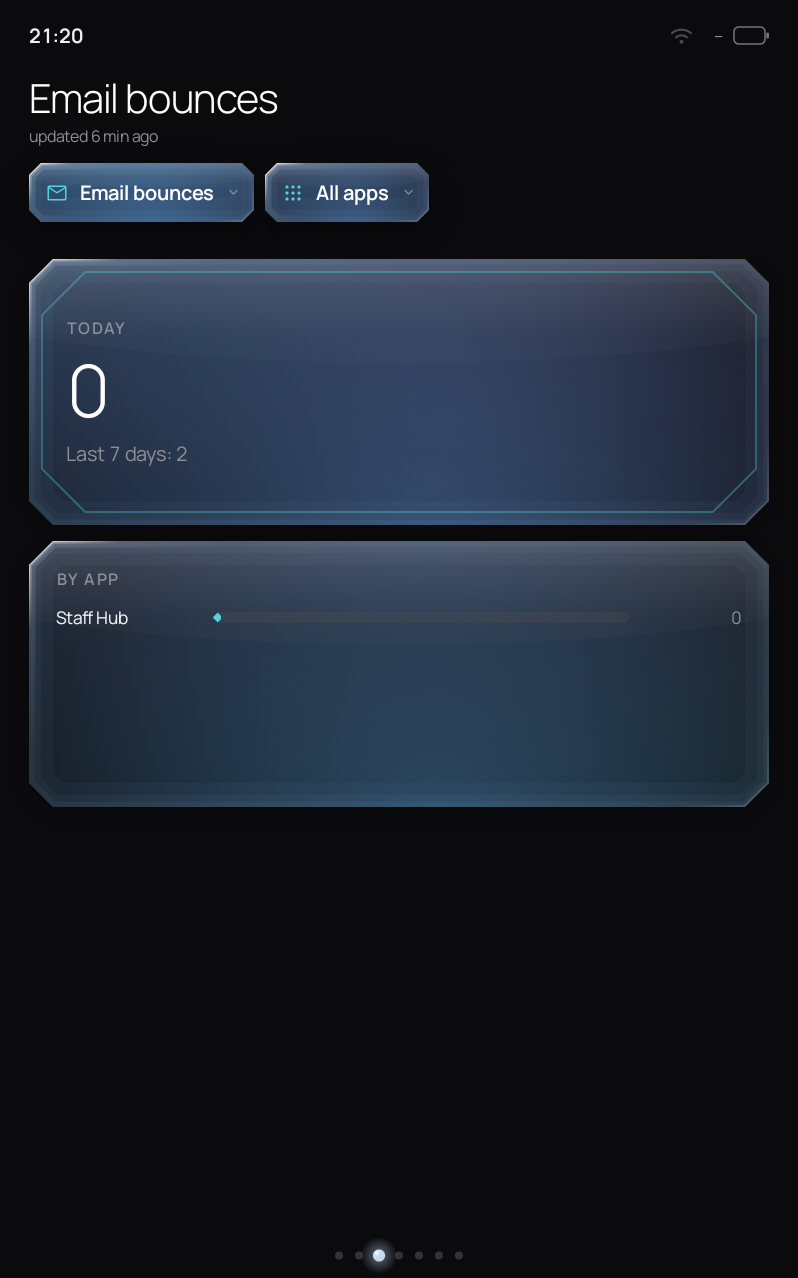 21:20
–
Email bounces
updated 6 min ago
Email bounces
All apps
TODAY
0
Last 7 days: 2
BY APP
Staff Hub 0